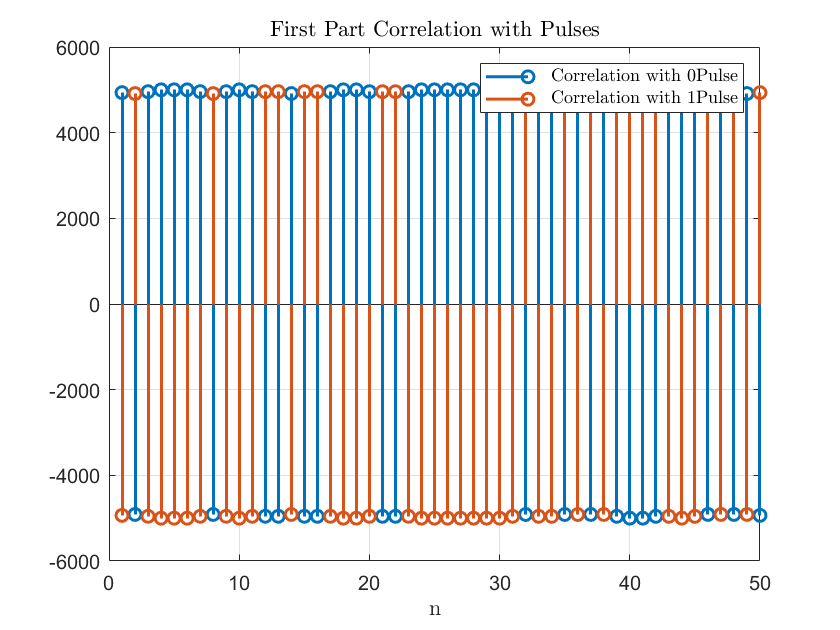 First Part Correlation with Pulses
6000
4000
2000
0
-2000
-4000
-6000
Correlation with 0Pulse
Correlation with 1Pulse
0 10 20 30 40 50
n